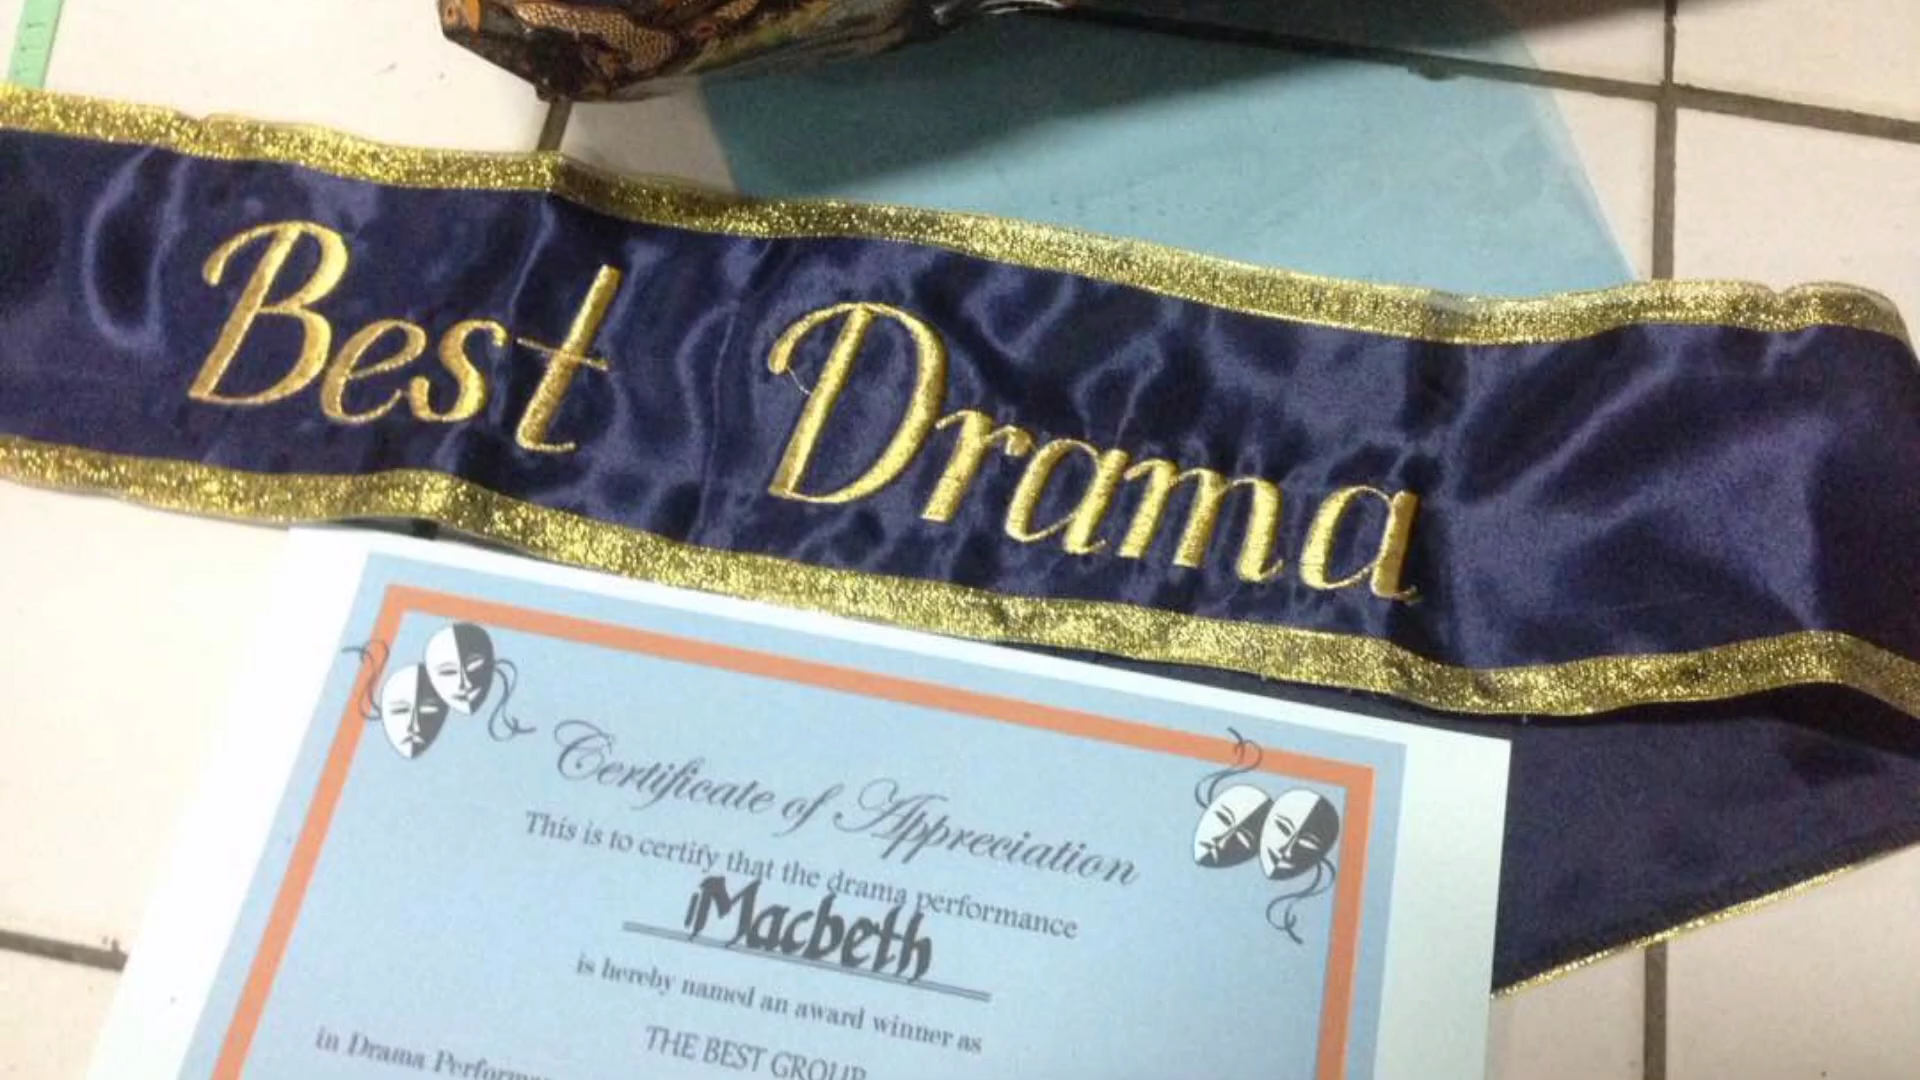 Best Drama
Certificate of Appreciation
This is to certify that the drama performance
iMacbeth
is hereby named an award winner as
THE BEST GROUP
in Drama